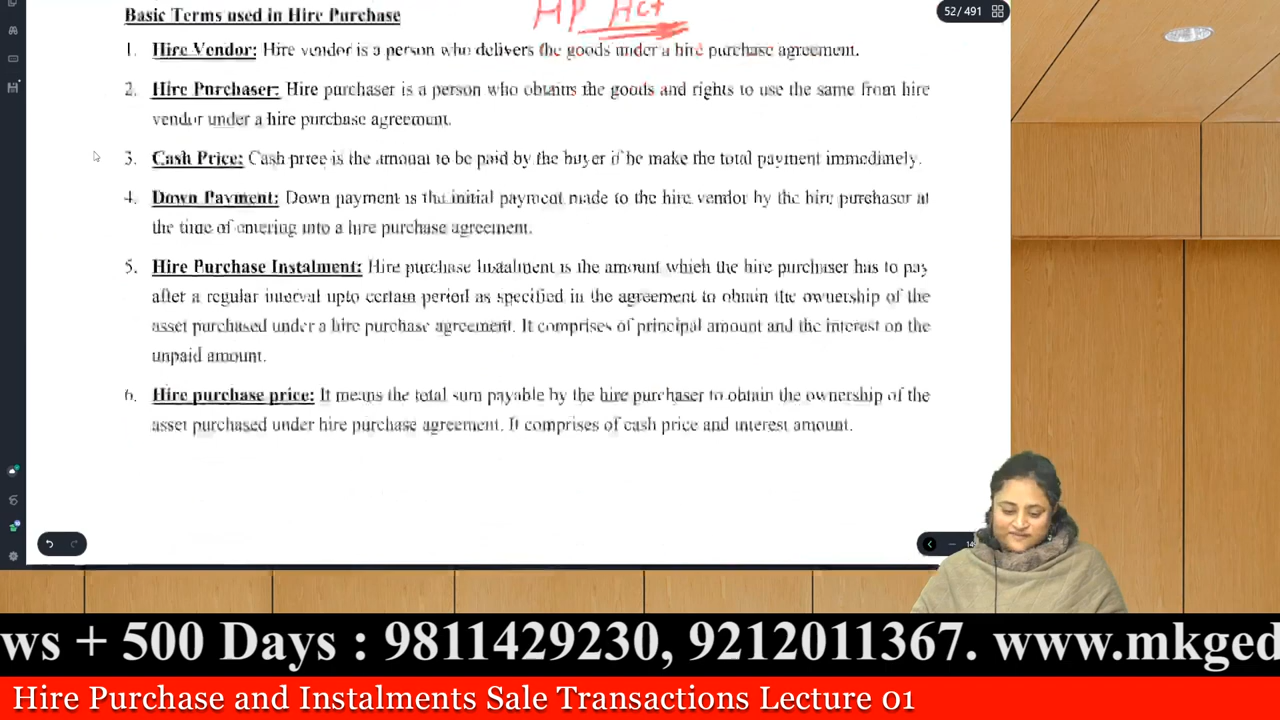 Basic Terms used in Hire Purchase
HP Act
52/491
1. Hire Vendor: Hire vendor is a person who delivers the goods under a hire purchase agreement.
2. Hire Purchaser: Hire purchaser is a person who obtains the goods and rights to use the same from hire
vendor under a hire purchase agreement.
3. Cash Price: Cash price is the amount to be paid by the buyer if he make the total payment immediately.
4. Down Payment: Down payment is the initial payment made to the hire vendor by the hire purchaser at
the time of entering into a hire purchase agreement.
5. Hire Purchase Instalment: Hire purchase Instalment is the amount which the hire purchaser has to pay
after a regular interval upto certain period as specified in the agreement to obtain the ownership of the
asset purchased under a hire purchase agreement. It comprises of principal amount and the interest on the
unpaid amount.
6. Hire purchase price: It means the total sum payable by the hire purchaser to obtain the ownership of the
asset purchased under hire purchase agreement. It comprises of cash price and interest amount.
ws + 500 Days : 9811429230, 9212011367. www.mkged
Hire Purchase and Instalments Sale Transactions Lecture 01